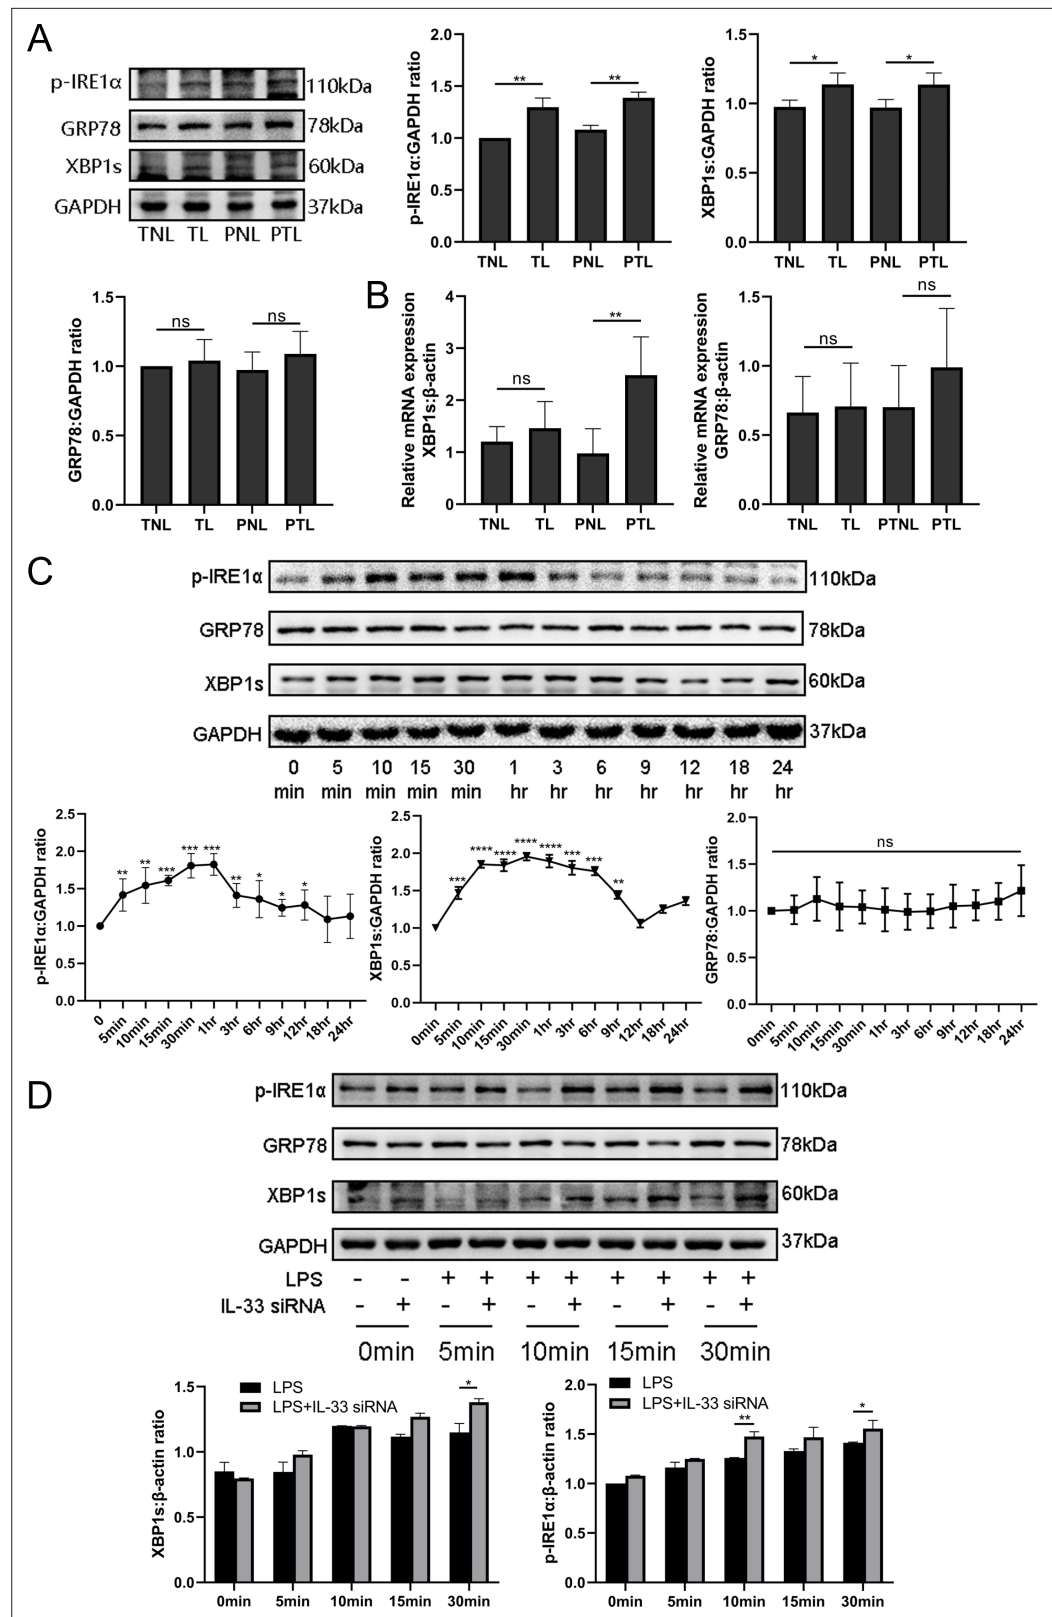 A
p-IRE1α
110kDa
GRP78
78kDa
XBP1s
60kDa
GAPDH
37kDa
TNL TL PNL PTL
p-IRE1α:GAPDH ratio
2.0
1.5
1.0
0.5
0.0
** **
TNL TL PNL PTL
XBP1s:GAPDH ratio
1.5
1.0
0.5
0.0
* *
TNL TL PNL PTL
GRP78:GAPDH ratio
1.5
1.0
0.5
0.0
ns ns
TNL TL PNL PTL
B
Relative mRNA expression
XBP1s:β-actin
4
3
2
1
0
ns **
TNL TL PNL PTL
Relative mRNA expression
GRP78:β-actin
1.5
1.0
0.5
0.0
ns ns
TNL TL PTNL PTL
C
p-IRE1α
110kDa
GRP78
78kDa
XBP1s
60kDa
GAPDH
37kDa
0 5 10 15 30 1 3 6 9 12 18 24
min min min min min hr hr hr hr hr hr hr
p-IRE1α:GAPDH ratio
2.5
2.0
1.5
1.0
0.5
0.0
** ** *** *** *** ** * * *
0 5min 10min 15min 30min 1hr 3hr 6hr 9hr 12hr 18hr 24hr
XBP1s:GAPDH ratio
2.5
2.0
1.5
1.0
0.5
0.0
*** **** **** **** **** *** *** **
0min 5min 10min 15min 30min 1hr 3hr 6hr 9hr 12hr 18hr 24hr
GRP78:GAPDH ratio
2.0
1.5
1.0
0.5
0.0
ns
0min 5min 10min 15min 30min 1hr 3hr 6hr 9hr 12hr 18hr 24hr
D
p-IRE1α
110kDa
GRP78
78kDa
XBP1s
60kDa
GAPDH
37kDa
LPS - - + + + + + + + +
IL-33 siRNA - + - + - + - + - +
0min 5min 10min 15min 30min
XBP1s:β-actin ratio
1.5
1.0
0.5
0.0
LPS
LPS+IL-33 siRNA
*
0min 5min 10min 15min 30min
p-IRE1α:β-actin ratio
2.0
1.5
1.0
0.5
0.0
LPS
LPS+IL-33 siRNA
** *
0min 5min 10min 15min 30min